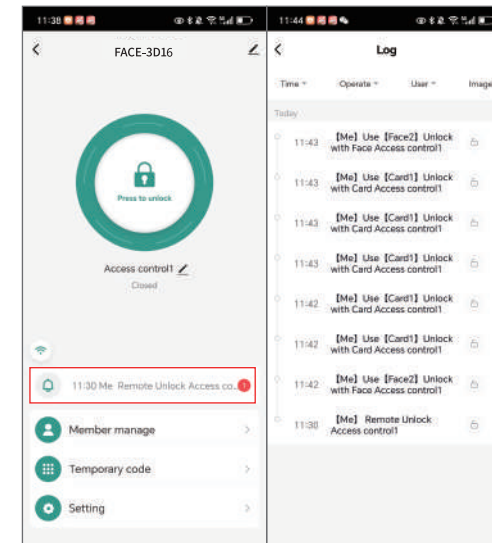 11:38
FACE-3D16
Press to unlock
Access control1
Closed
11:30 Me Remote Unlock Access co..
1
Member manage
Temporary code
Setting
11:44
Log
Time
Operate
User
Image
Today
11:43
【Me】Use【Face2】Unlock
with Face Access control1
11:43
【Me】Use【Card1】Unlock
with Card Access control1
11:43
【Me】Use【Card1】Unlock
with Card Access control1
11:43
【Me】Use【Card1】Unlock
with Card Access control1
11:42
【Me】Use【Card1】Unlock
with Card Access control1
11:42
【Me】Use【Card1】Unlock
with Card Access control1
11:42
【Me】Use【Face2】Unlock
with Face Access control1
11:30
【Me】 Remote Unlock
Access control1